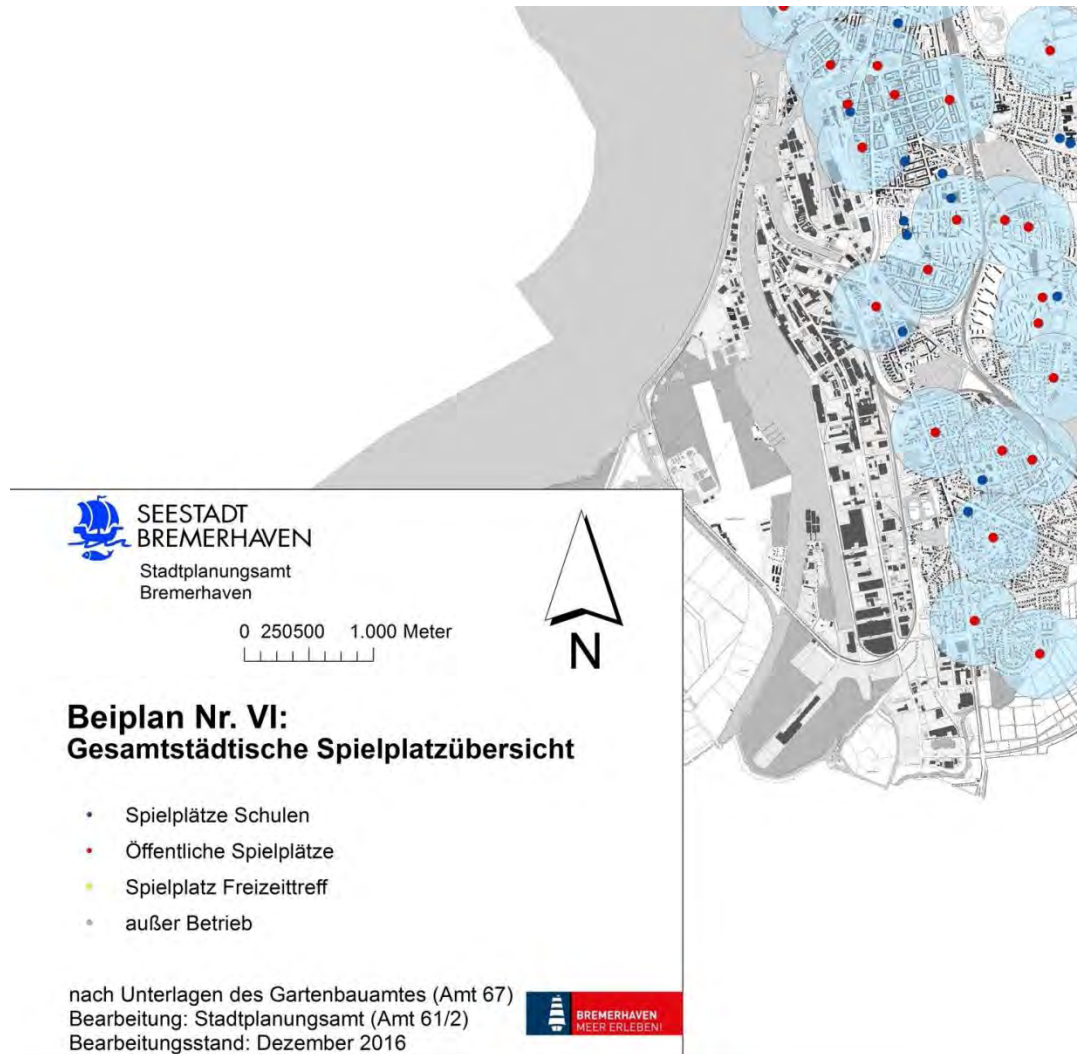 SEESTADT
BREMERHAVEN
Stadtplanungsamt
Bremerhaven
0 250500 1.000 Meter
N
Beiplan Nr. VI:
Gesamtstädtische Spielplatzübersicht
Spielplätze Schulen
Öffentliche Spielplätze
Spielplatz Freizeittreff
außer Betrieb
nach Unterlagen des Gartenbauamtes (Amt 67)
Bearbeitung: Stadtplanungsamt (Amt 61/2)
Bearbeitungsstand: Dezember 2016
BREMERHAVEN
MEER ERLEBEN!